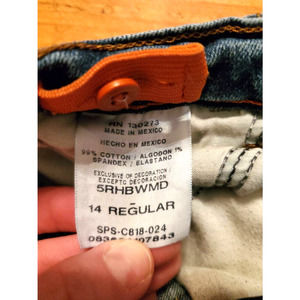 RN 130273
MADE IN MEXICO
HECHO EN MEXICO
99% COTTON / ALGODON 1%
SPANDEX / ELASTANO
EXCLUSIVE OF DECORATION /
EXCEPTO DECORACION
5RHBWMD
-
14 REGULAR
SPS-C818-024